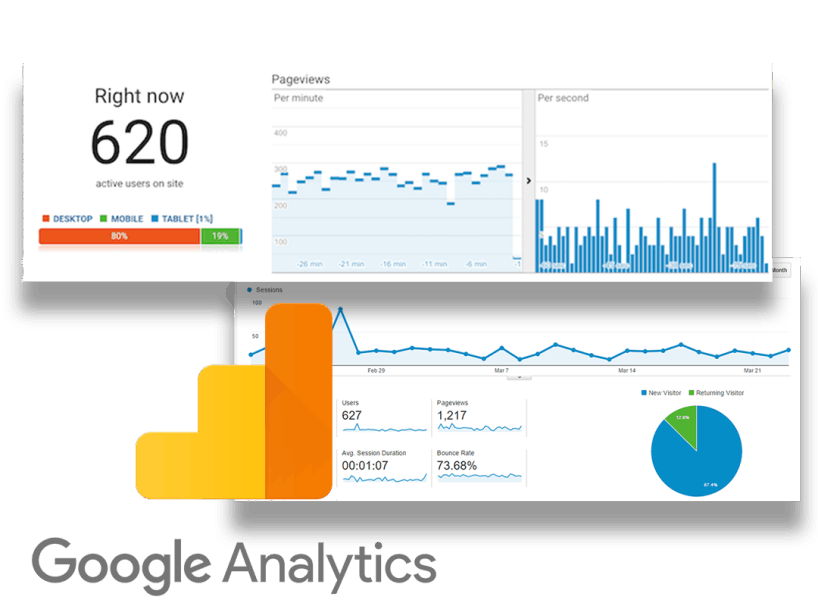 Right now
620
active users on site
DESKTOP MOBILE TABLET [1%]
80% 19%
Pageviews
Per minute
400
300
200
100
-26 min -21 min -16 min -11 min -6 min -1
Per second
15
10
Month
Sessions
100
50
Feb 29 Mar 7 Mar 14 Mar 21
Users
627
Pageviews
1,217
Avg. Session Duration
00:01:07
Bounce Rate
73.68%
New Visitor Returning Visitor
87.4%
Google Analytics